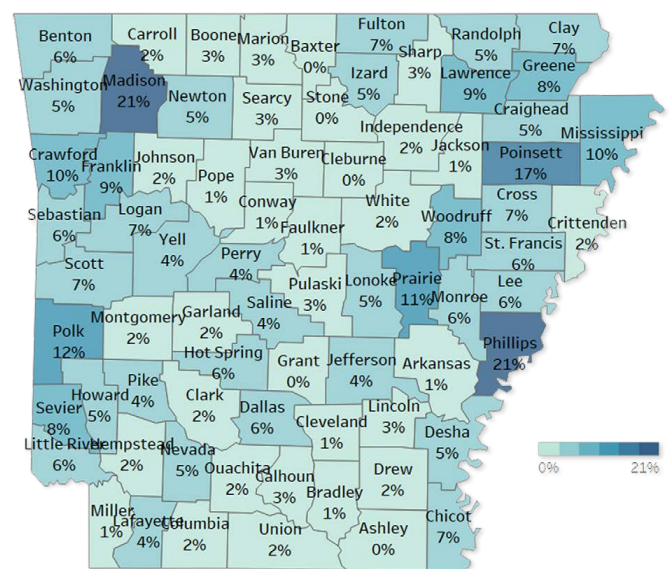 Benton
6%
Carroll
2%
Boone
3%
Marion
3%
Baxter
0%
Fulton
7%
Sharp
3%
Randolph
5%
Clay
7%
Washington
5%
Madison
21%
Newton
5%
Searcy
3%
Stone
0%
Izard
5%
Lawrence
9%
Greene
8%
Craighead
5%
Mississippi
10%
Crawford
10%
Franklin
9%
Johnson
2%
Pope
1%
Van Buren
3%
Cleburne
0%
Independence
2%
Jackson
1%
Poinsett
17%
Sebastian
6%
Logan
7%
Yell
4%
Conway
1%
Faulkner
1%
White
2%
Woodruff
8%
Cross
7%
Crittenden
2%
St. Francis
6%
Scott
7%
Perry
4%
Pulaski
3%
Lonoke
5%
Prairie
11%
Monroe
6%
Lee
6%
Polk
12%
Montgomery
2%
Garland
2%
Saline
4%
Hot Spring
6%
Grant
0%
Jefferson
4%
Arkansas
1%
Phillips
21%
Sevier
8%
Howard
5%
Pike
4%
Clark
2%
Dallas
6%
Cleveland
1%
Lincoln
3%
Desha
5%
Little River
6%
Hempstead
2%
Nevada
5%
Ouachita
2%
Calhoun
3%
Bradley
1%
Drew
2%
Miller
1%
Lafayette
4%
Columbia
2%
Union
2%
Ashley
0%
Chicot
7%
0% 21%